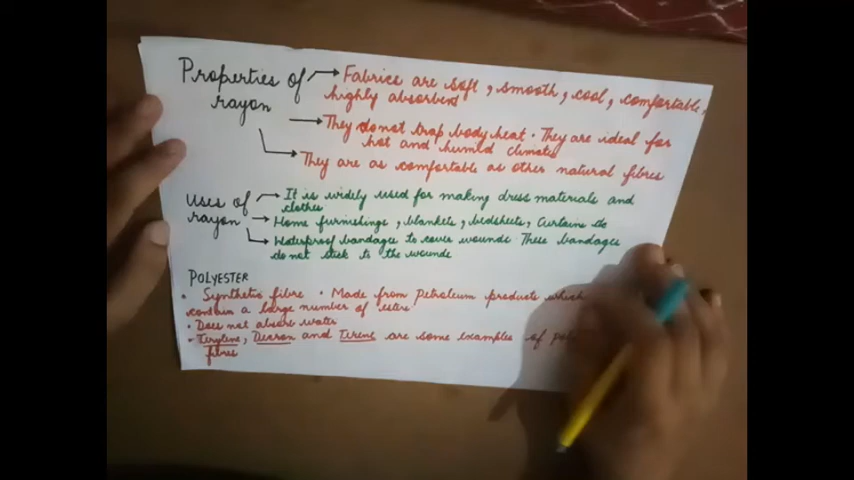 Properties of rayon
Fabrics are soft, smooth, cool, comfortable,
highly absorbent
They donot trap body heat. They are ideal for
hot and humid climates
They are as comfortable as other natural fibres
Uses of rayon
It is widely used for making dress materials and
clothes
Home furnishings, blankets, bedsheets, Curtains etc
Waterproof bandages to cover wounds These bandages
do not stick to the wounds
POLYESTER
• Synthetic fibre • Made from Petroleum products which
contain a large number of esters
• Does not absorb water
• Terylene, Dacron and Terene are some examples of
fibres